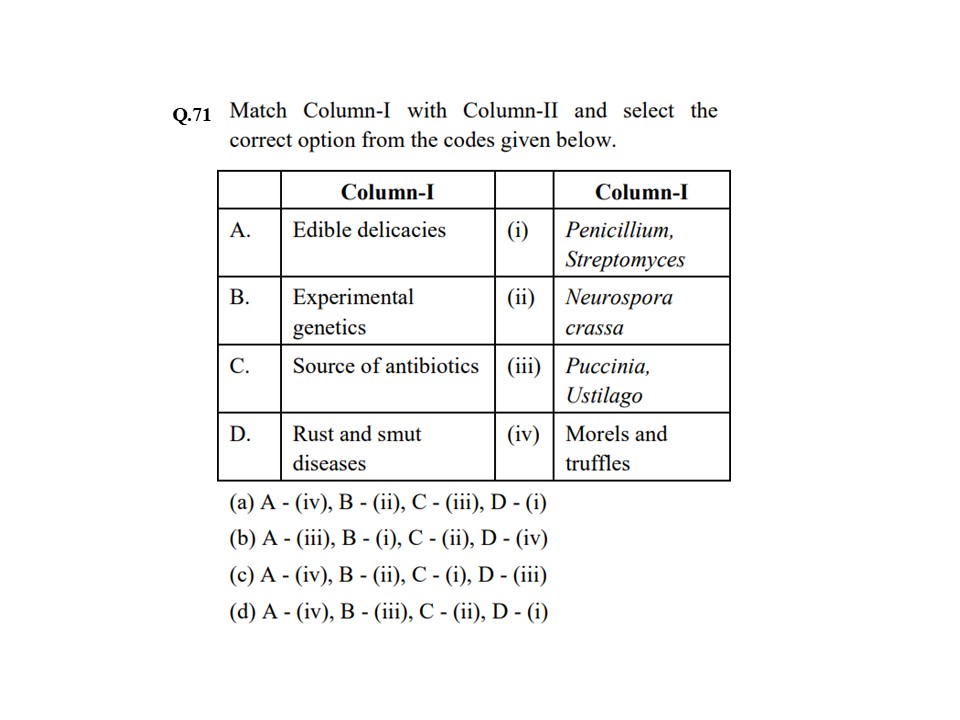 Q.71 Match Column-I with Column-II and select the
correct option from the codes given below.
Column-I Column-I
A. Edible delicacies (i) Penicillium,
Streptomyces
B. Experimental (ii) Neurospora
genetics crassa
C. Source of antibiotics (iii) Puccinia,
Ustilago
D. Rust and smut (iv) Morels and
diseases truffles
(a) A - (iv), B - (ii), C - (iii), D - (i)
(b) A - (iii), B - (i), C - (ii), D - (iv)
(c) A - (iv), B - (ii), C - (i), D - (iii)
(d) A - (iv), B - (iii), C - (ii), D - (i)